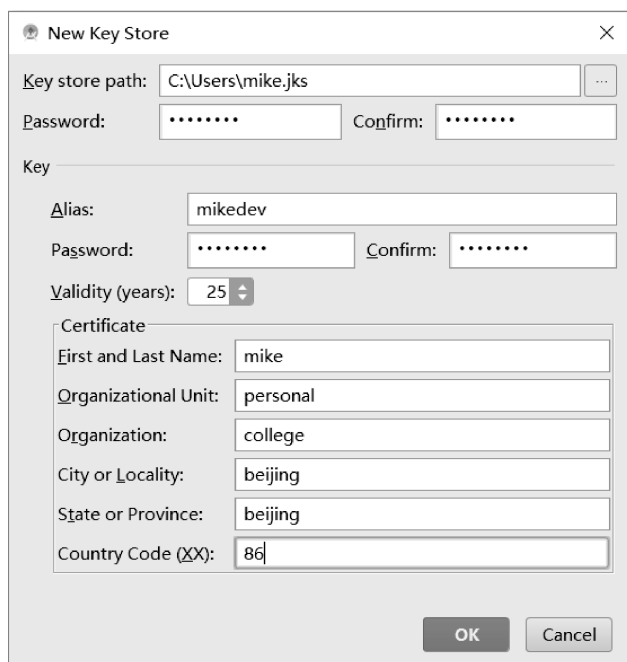 New Key Store
Key store path: C:\Users\mike.jks ...
Password: •••••••• Confirm: ••••••••
Key
Alias: mikedev
Password: •••••••• Confirm: ••••••••
Validity (years): 25
Certificate
First and Last Name: mike
Organizational Unit: personal
Organization: college
City or Locality: beijing
State or Province: beijing
Country Code (XX): 86
OK Cancel